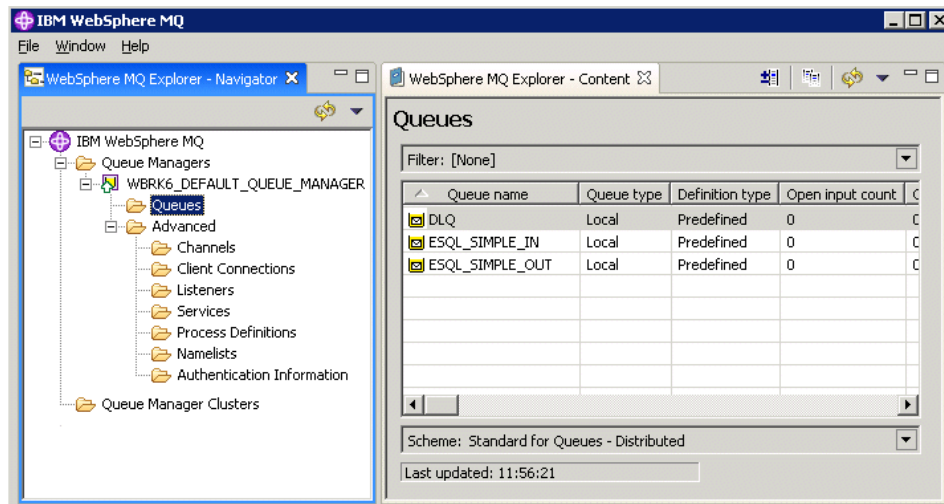 IBM WebSphere MQ
File Window Help
WebSphere MQ Explorer - Navigator
IBM WebSphere MQ
Queue Managers
WBRK6_DEFAULT_QUEUE_MANAGER
Queues
Advanced
Channels
Client Connections
Listeners
Services
Process Definitions
Namelists
Authentication Information
Queue Manager Clusters
WebSphere MQ Explorer - Content
Queues
Filter: [None]
Queue name Queue type Definition type Open input count
DLQ Local Predefined 0
ESQL_SIMPLE_IN Local Predefined 0
ESQL_SIMPLE_OUT Local Predefined 0
Scheme: Standard for Queues - Distributed
Last updated: 11:56:21